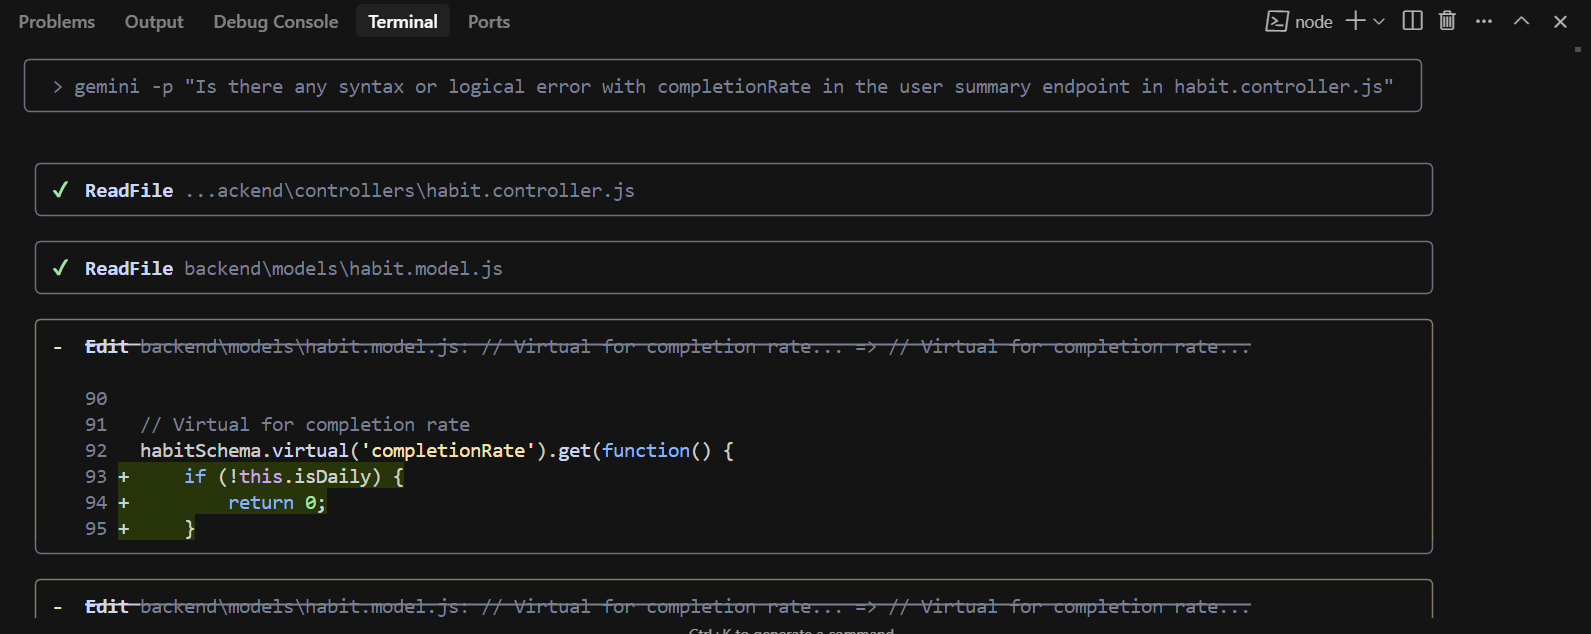 Problems Output Debug Console Terminal Ports node
> gemini -p "Is there any syntax or logical error with completionRate in the user summary endpoint in habit.controller.js"
✓ ReadFile ...ackend\controllers\habit.controller.js
✓ ReadFile backend\models\habit.model.js
- Edit backend\models\habit.model.js: // Virtual for completion rate... => // Virtual for completion rate...
90
91 // Virtual for completion rate
92 habitSchema.virtual('completionRate').get(function() {
93 + if (!this.isDaily) {
94 + return 0;
95 + }
- Edit backend\models\habit.model.js: // Virtual for completion rate... => // Virtual for completion rate...
Ctrl+K to generate a command